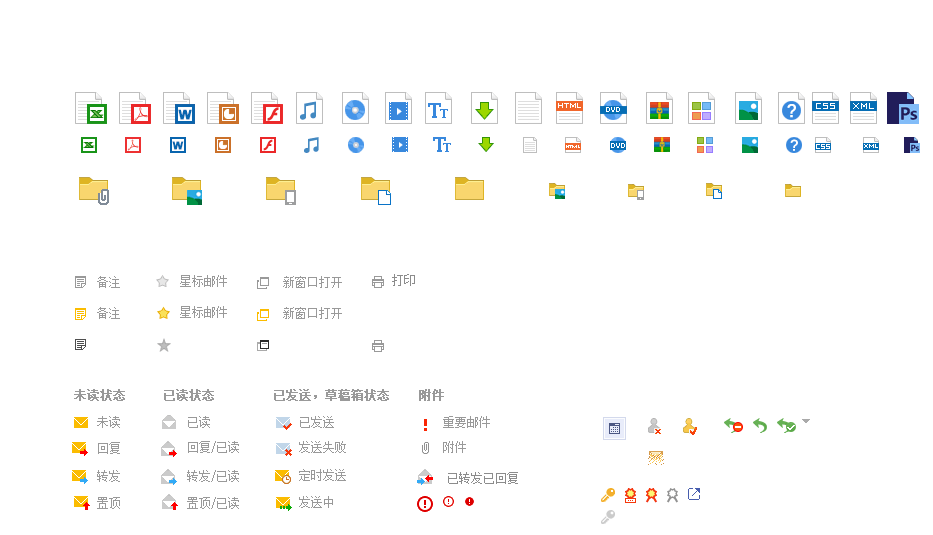 W HTML DVD ? CSS XML Ps
W HTML DVD ? CSS XML Ps
备注 星标邮件 新窗口打开 打印
备注 星标邮件 新窗口打开
未读状态 已读状态 已发送，草稿箱状态 附件
未读 已读 已发送 重要邮件
回复 回复/已读 发送失败 附件
转发 转发/已读 定时发送 已转发已回复
置顶 置顶/已读 发送中